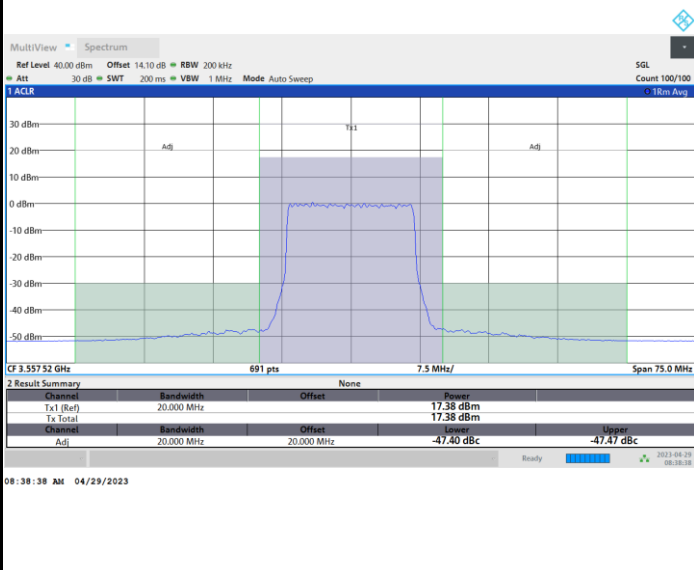 MultiView Spectrum
Ref Level 40.00 dBm Offset 14.10 dB RBW 200 kHz SGL
Att 30 dB SWT 200 ms VBW 1 MHz Mode Auto Sweep Count 100/100
1 ACLR 1Rm Avg
30 dBm
Tx1
Adj Adj
20 dBm
10 dBm
0 dBm
-10 dBm
-20 dBm
-30 dBm
-40 dBm
-50 dBm
CF 3.557 52 GHz 691 pts 7.5 MHz/ Span 75.0 MHz
2 Result Summary None
Channel Bandwidth Offset Power
Tx1 (Ref) 20.000 MHz 17.38 dBm
Tx Total 17.38 dBm
Channel Bandwidth Offset Lower Upper
Adj 20.000 MHz 20.000 MHz -47.40 dBc -47.47 dBc
Ready 2023-04-29
08:38:38
08:38:38 AM 04/29/2023